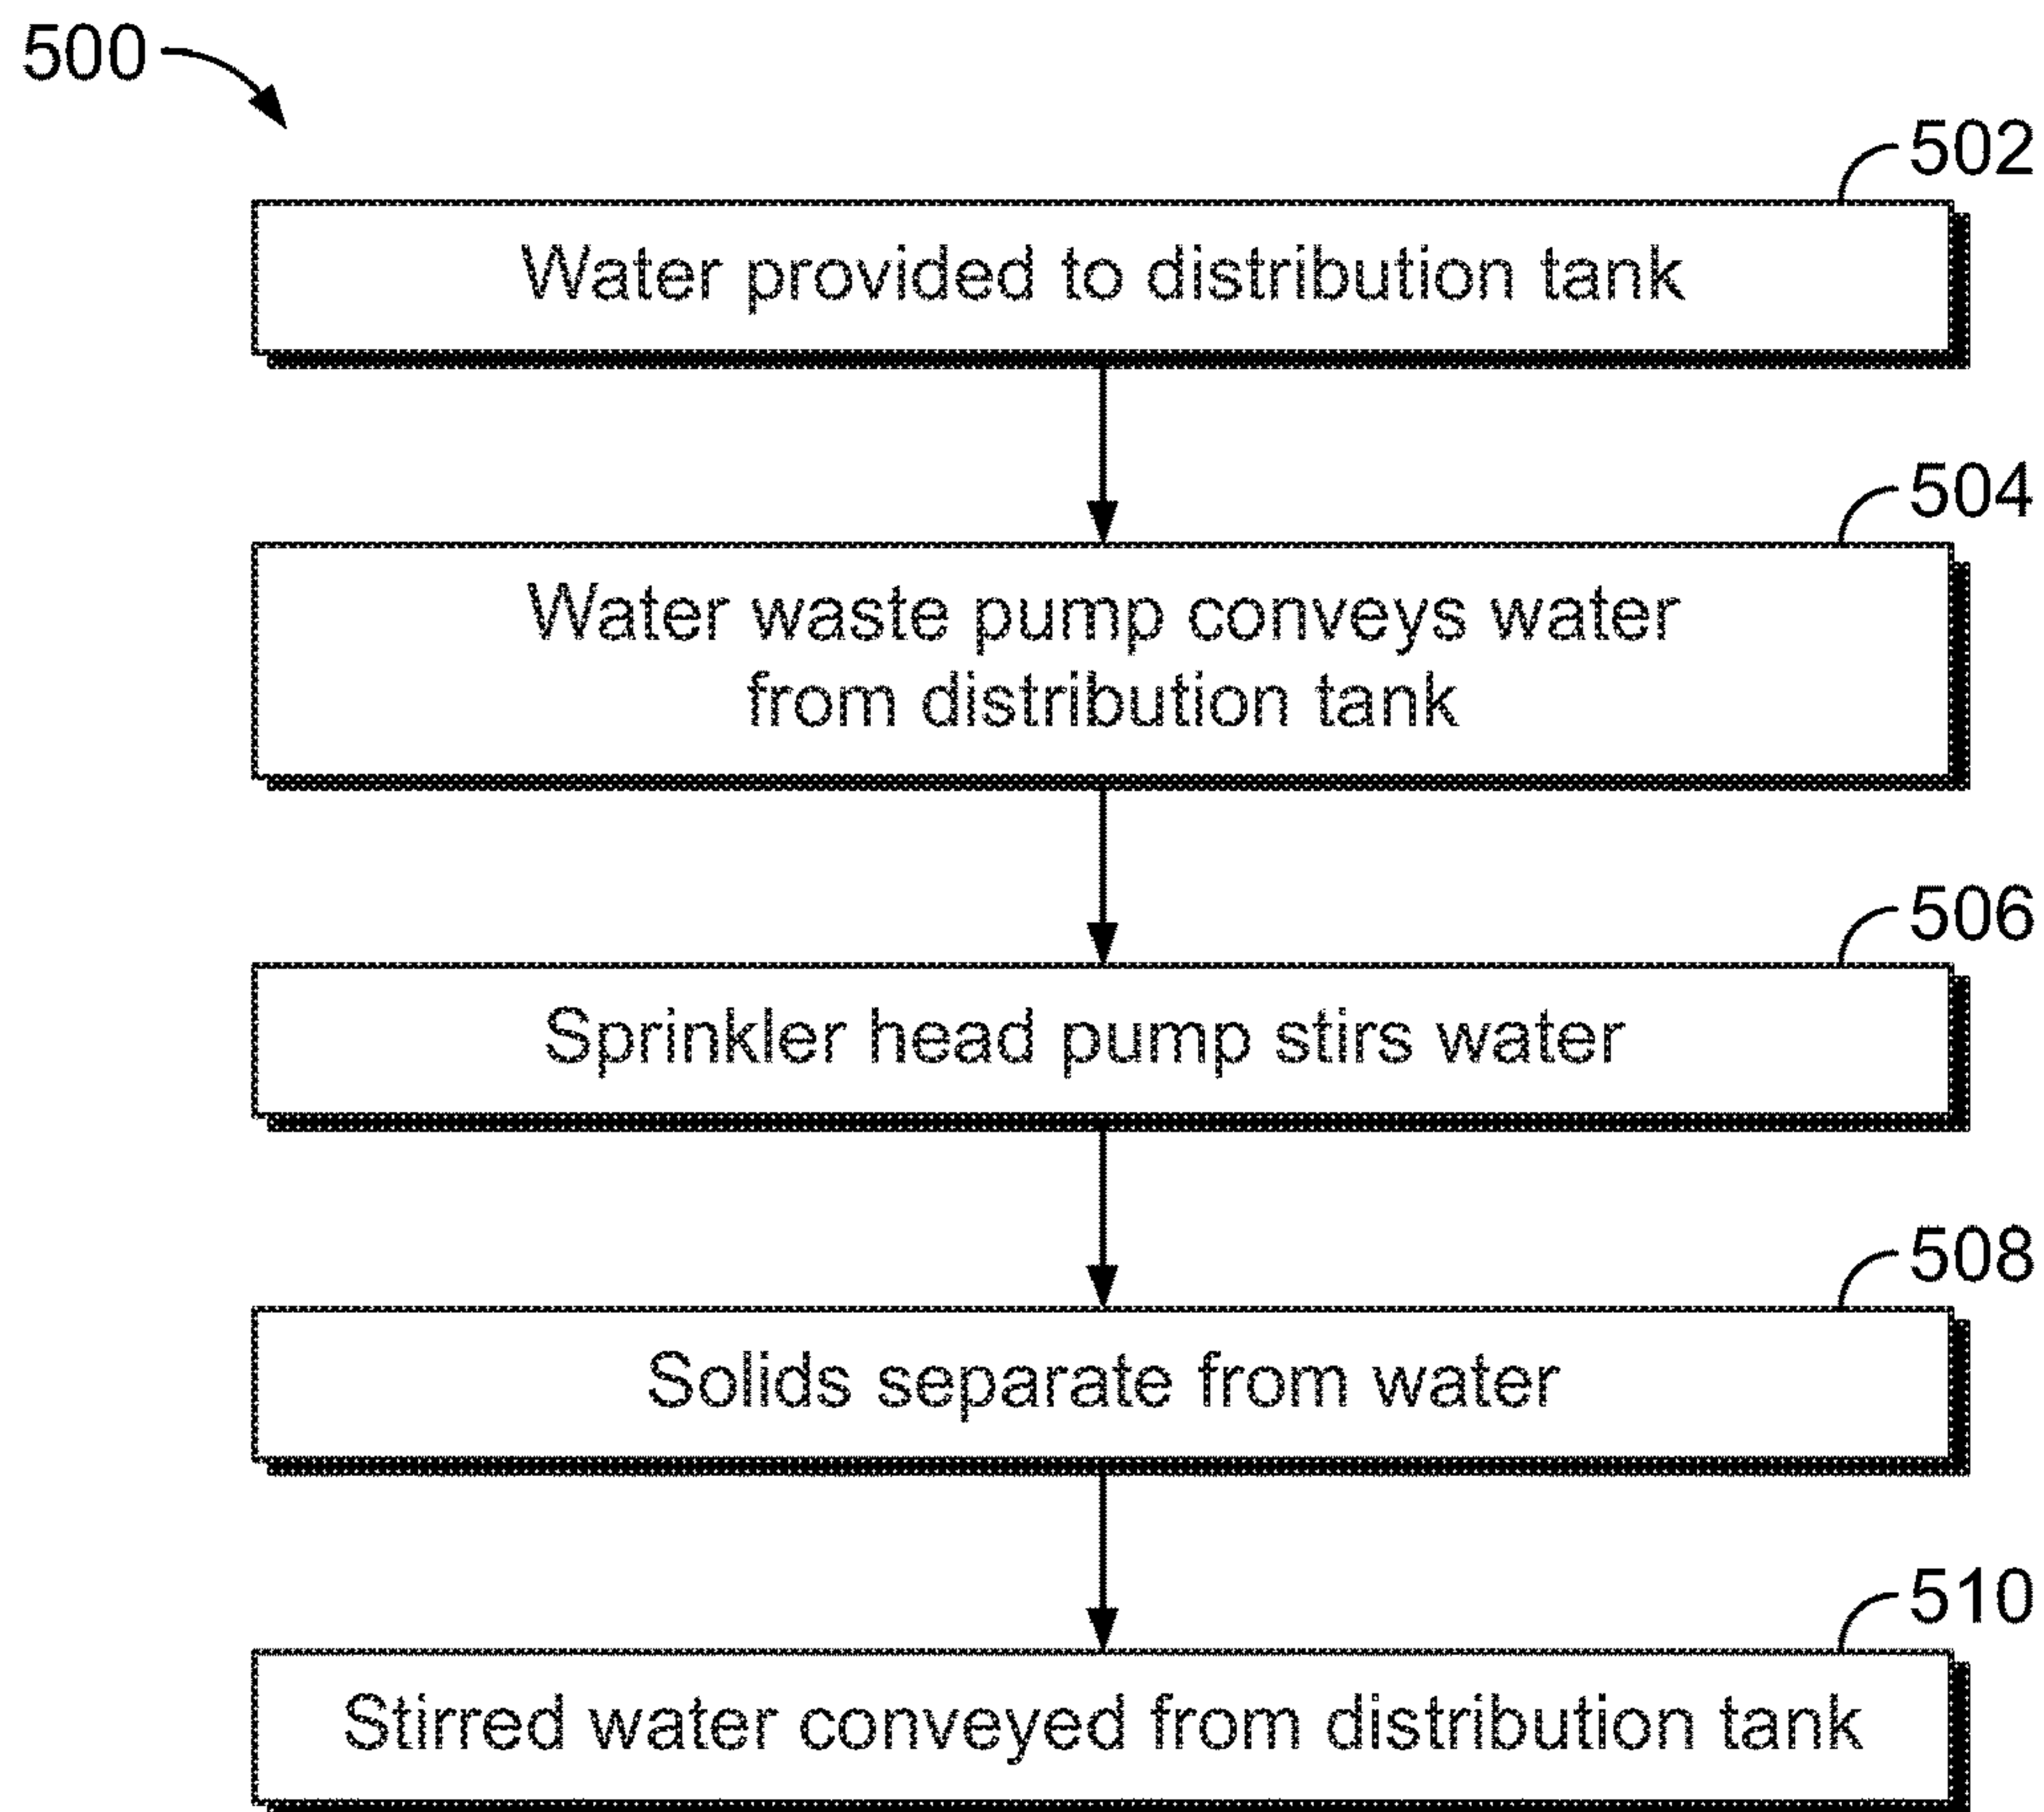 500
502
Water provided to distribution tank
504
Water waste pump conveys water
from distribution tank
506
Sprinkler head pump stirs water
508
Solids separate from water
510
Stirred water conveyed from distribution tank